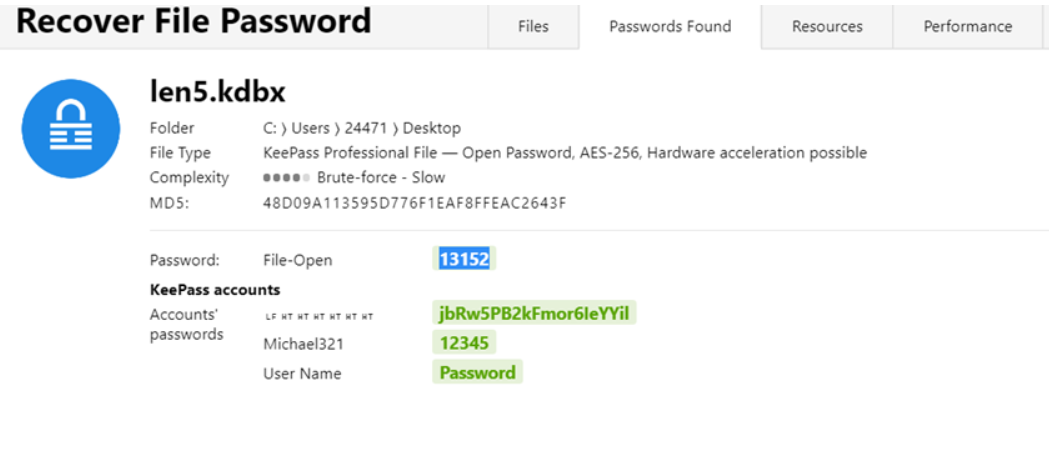 Recover File Password
Files
Passwords Found
Resources
Performance
len5.kdbx
Folder C: ) Users ) 24471 ) Desktop
File Type KeePass Professional File — Open Password, AES-256, Hardware acceleration possible
Complexity Brute-force - Slow
MD5: 48D09A113595D776F1EAF8FFEAC2643F
Password: File-Open 13152
KeePass accounts
Accounts' passwords LF HT HT HT HT HT HT jbRw5PB2kFmor6IeYYil
Michael321 12345
User Name Password